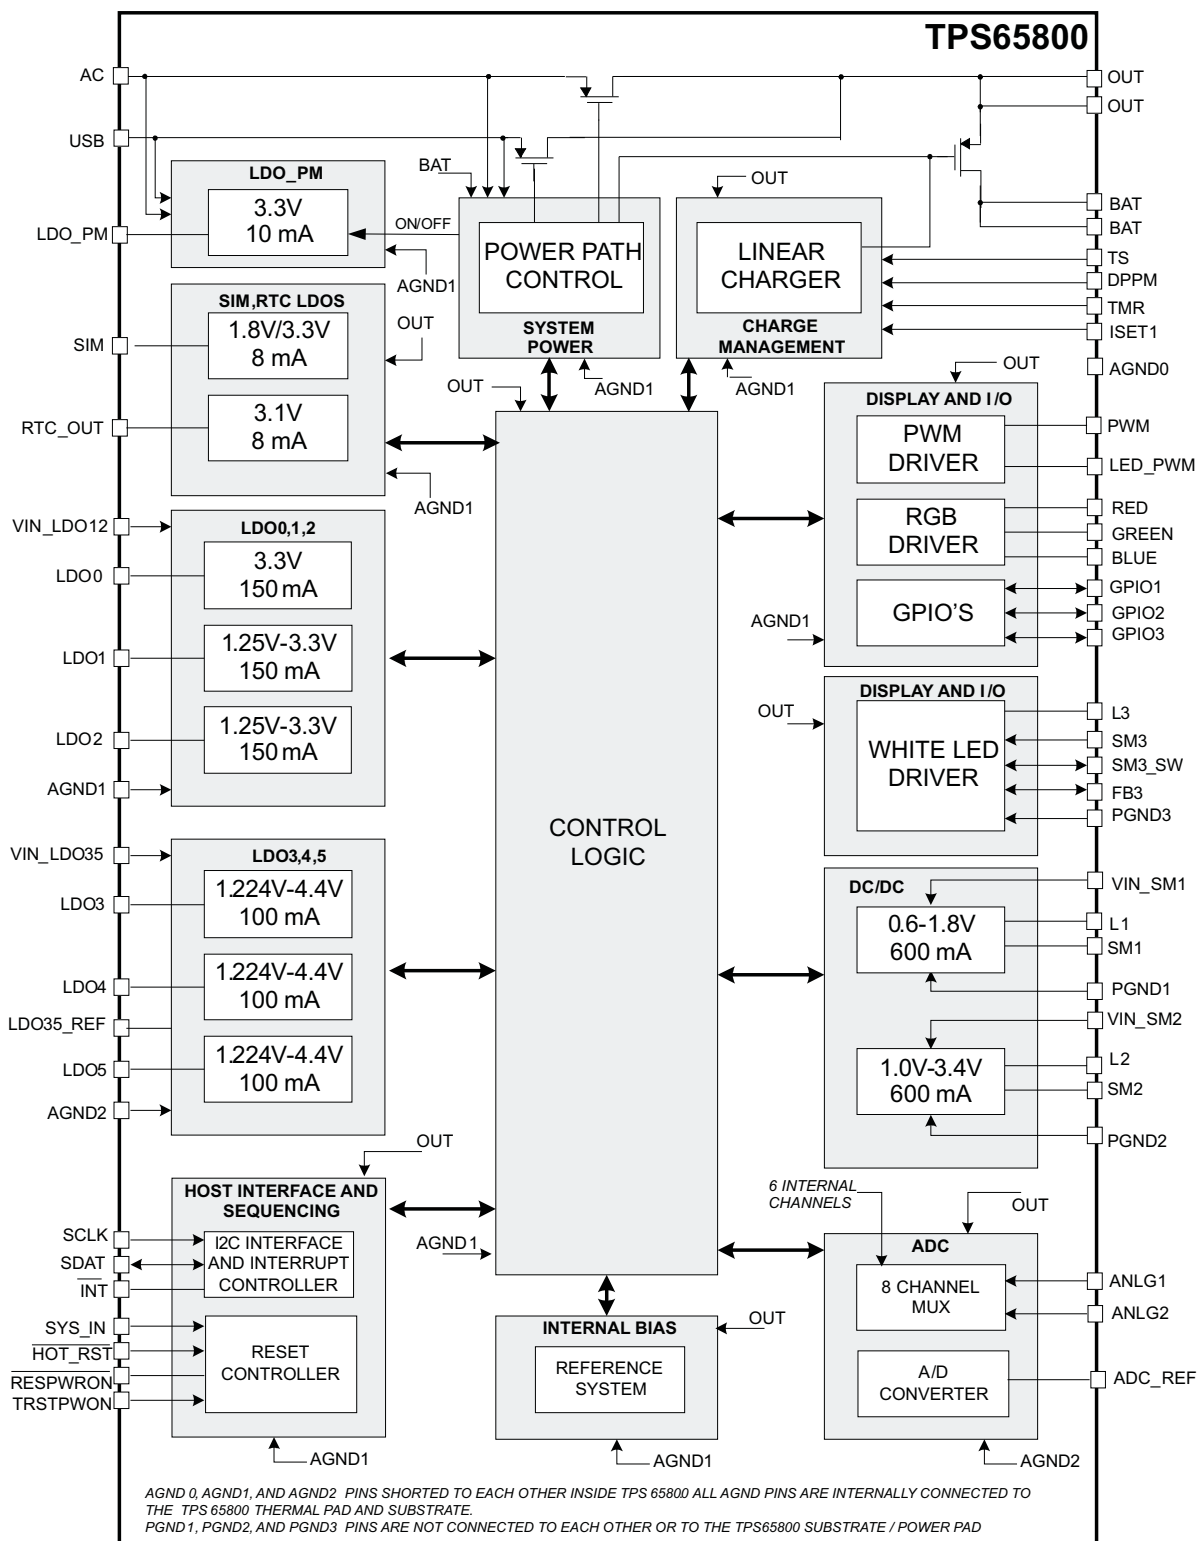 TPS65800
AC
OUT
OUT
USB
LDO_PM
BAT
OUT
3.3V
10 mA
ON/OFF
LDO_PM
AGND1
POWER PATH
CONTROL
SYSTEM
POWER
LINEAR
CHARGER
CHARGE
MANAGEMENT
BAT
BAT
TS
DPPM
TMR
ISET1
AGND0
SIM,RTC LDOS
OUT
1.8V/3.3V
8 mA
SIM
3.1V
8 mA
RTC_OUT
AGND1
OUT
AGND1
AGND1
OUT
DISPLAY AND I/O
PWM
DRIVER
PWM
LED_PWM
RGB
DRIVER
RED
GREEN
BLUE
GPIO'S
GPIO1
GPIO2
GPIO3
AGND1
VIN_LDO12
LDO0,1,2
3.3V
150 mA
LDO0
1.25V-3.3V
150 mA
LDO1
1.25V-3.3V
150 mA
LDO2
AGND1
DISPLAY AND I/O
OUT
WHITE LED
DRIVER
L3
SM3
SM3_SW
FB3
PGND3
CONTROL
LOGIC
VIN_LDO35
LDO3,4,5
1.224V-4.4V
100 mA
LDO3
1.224V-4.4V
100 mA
LDO4
LDO35_REF
1.224V-4.4V
100 mA
LDO5
AGND2
DC/DC
VIN_SM1
0.6-1.8V
600 mA
L1
SM1
PGND1
VIN_SM2
1.0V-3.4V
600 mA
L2
SM2
PGND2
OUT
HOST INTERFACE AND
SEQUENCING
SCLK
SDAT
INT
I2C INTERFACE
AND INTERRUPT
CONTROLLER
SYS_IN
HOT_RST
RESPWRON
TRSTPWON
RESET
CONTROLLER
AGND1
AGND1
INTERNAL BIAS
OUT
REFERENCE
SYSTEM
AGND1
6 INTERNAL
CHANNELS
OUT
ADC
8 CHANNEL
MUX
ANLG1
ANLG2
A/D
CONVERTER
ADC_REF
AGND2
AGND 0, AGND1, AND AGND2 PINS SHORTED TO EACH OTHER INSIDE TPS 65800 ALL AGND PINS ARE INTERNALLY CONNECTED TO
THE TPS 65800 THERMAL PAD AND SUBSTRATE.
PGND1, PGND2, AND PGND3 PINS ARE NOT CONNECTED TO EACH OTHER OR TO THE TPS65800 SUBSTRATE / POWER PAD